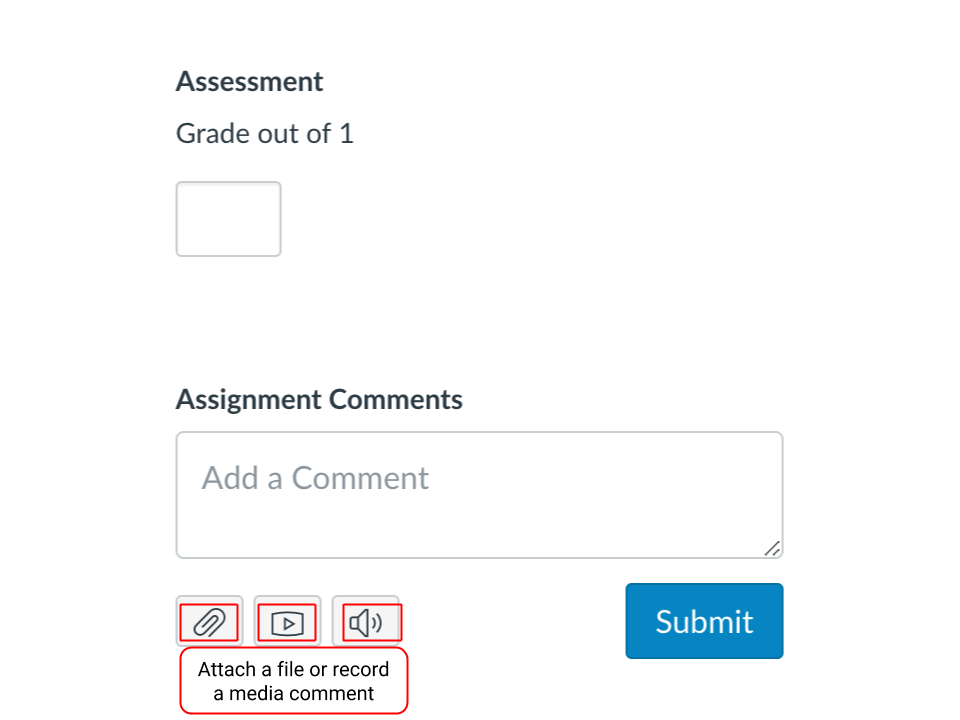 Assessment
Grade out of 1
Assignment Comments
Add a Comment
Submit
Attach a file or record
a media comment